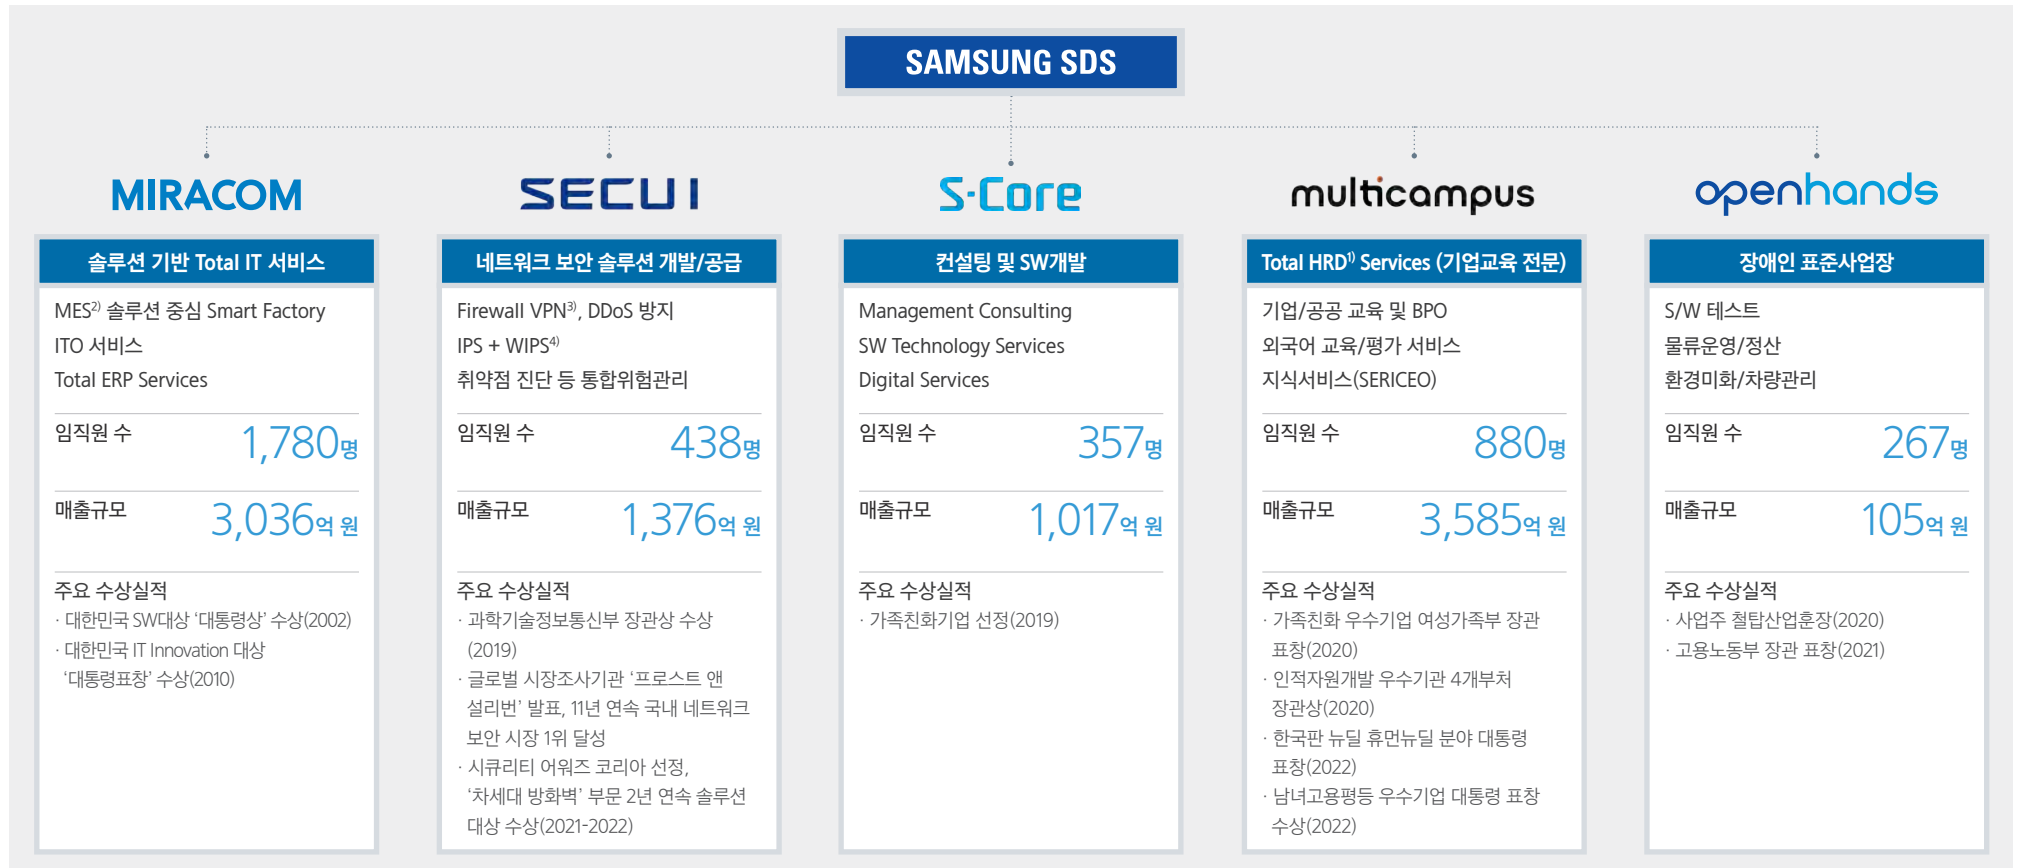 SAMSUNG SDS
MIRACOM
솔루션 기반 Total IT 서비스
MES2) 솔루션 중심 Smart Factory
ITO 서비스
Total ERP Services
임직원 수 1,780명
매출규모 3,036억 원
주요 수상실적
· 대한민국 SW대상 ‘대통령상’ 수상(2002)
· 대한민국 IT Innovation 대상
‘대통령표창’ 수상(2010)
SECUI
네트워크 보안 솔루션 개발/공급
Firewall VPN3), DDoS 방지
IPS + WIPS4)
취약점 진단 등 통합위험관리
임직원 수 438명
매출규모 1,376억 원
주요 수상실적
· 과학기술정보통신부 장관상 수상
(2019)
· 글로벌 시장조사기관 ‘프로스트 앤
설리번’ 발표, 11년 연속 국내 네트워크
보안 시장 1위 달성
· 시큐리티 어워즈 코리아 선정,
‘차세대 방화벽’ 부문 2년 연속 솔루션
대상 수상(2021-2022)
S-Core
컨설팅 및 SW개발
Management Consulting
SW Technology Services
Digital Services
임직원 수 357명
매출규모 1,017억 원
주요 수상실적
· 가족친화기업 선정(2019)
multicampus
Total HRD1) Services (기업교육 전문)
기업/공공 교육 및 BPO
외국어 교육/평가 서비스
지식서비스(SERICEO)
임직원 수 880명
매출규모 3,585억 원
주요 수상실적
· 가족친화 우수기업 여성가족부 장관
표창(2020)
· 인적자원개발 우수기관 4개부처
장관상(2020)
· 한국판 뉴딜 휴먼뉴딜 분야 대통령
표창(2022)
· 남녀고용평등 우수기업 대통령 표창
수상(2022)
openhands
장애인 표준사업장
S/W 테스트
물류운영/정산
환경미화/차량관리
임직원 수 267명
매출규모 105억 원
주요 수상실적
· 사업주 철탑산업훈장(2020)
· 고용노동부 장관 표창(2021)